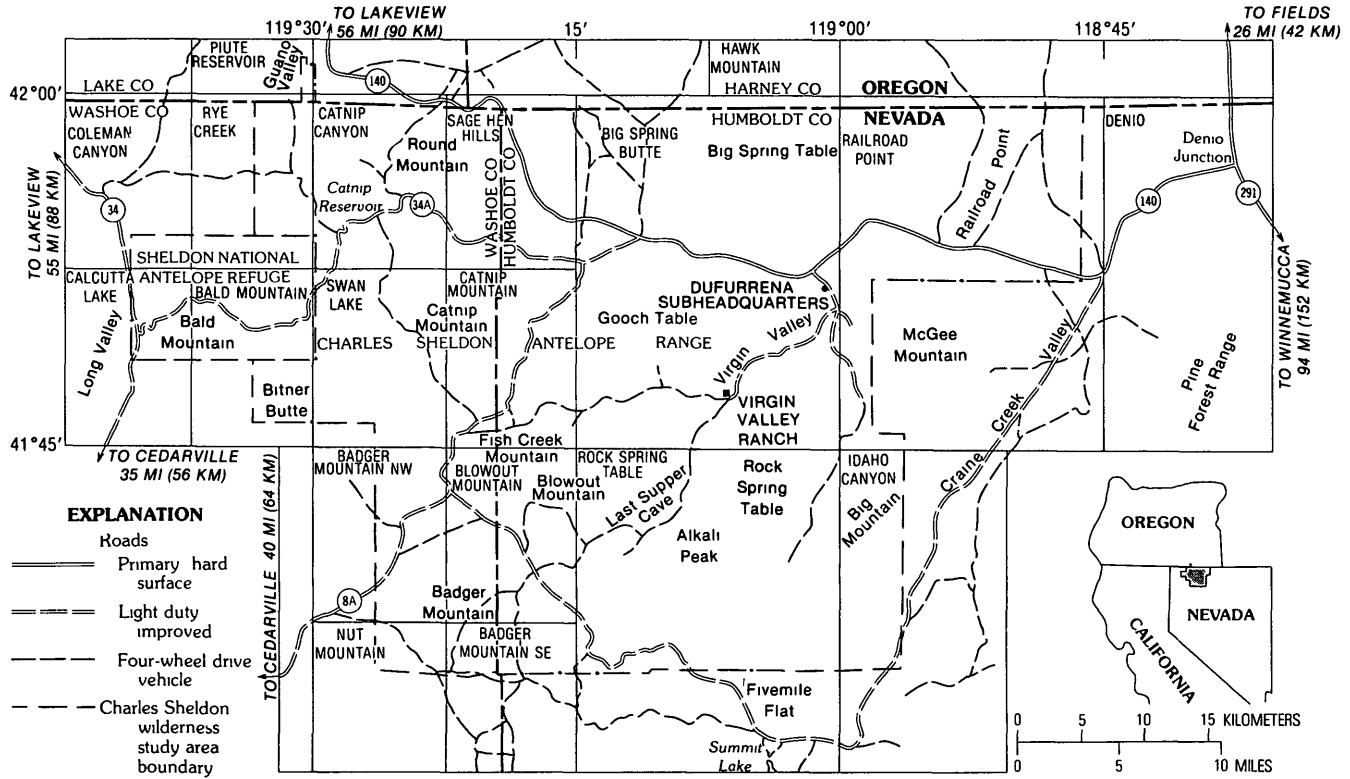 TO LAKEVIEW
56 MI (90 KM)
TO FIELDS
26 MI (42 KM)
119°30'
15'
119°00'
118°45'
PIUTE
RESERVOIR
Guano
Valley
140
HAWK
MOUNTAIN
LAKE CO
HARNEY CO
OREGON
42°00'
WASHOE CO
RYE
CREEK
CATNIP
CANYON
SAGE HEN
HILLS
HUMBOLDT CO
NEVADA
DENIO
COLEMAN
CANYON
BIG SPRING
BUTTE
Big Spring Table
RAILROAD
POINT
Railroad Point
Denio
Junction
Round
Mountain
WASHOE CO
HUMBOLDT CO
Catnip
Reservoir
34
34A
140
291
TO LAKEVIEW
55 MI (88 KM)
SHELDON NATIONAL
ANTELOPE REFUGE
55
CALCUTTA
LAKE
BALD MOUNTAIN
SWAN
LAKE
CATNIP
MOUNTAIN
DUFURRENA
SUBHEADQUARTERS
Long Valley
Bald
Mountain
Catnip
Mountain
Gooch Table
Virgin Valley
McGee
Mountain
CHARLES SHELDON ANTELOPE RANGE
Craine Creek Valley
Pine
Forest Range
TO WINEMUCCA
94 MI (152 KM)
Bitner
Butte
VIRGIN
VALLEY
RANCH
41°45'
TO CEDARVILLE
35 MI (56 KM)
Fish Creek
Mountain
BADGER
MOUNTAIN NW
BLOWOUT
MOUNTAIN
ROCK SPRING
TABLE
IDAHO
CANYON
Blowout
Mountain
Last Supper
Cave
Rock
Spring
Table
Big
Mountain
Alkali
Peak
TO CEDARVILLE 40 MI (64 KM)
8A
Badger
Mountain
NUT
MOUNTAIN
BADGER
MOUNTAIN SE
Fivemile
Flat
Summit
Lake
EXPLANATION
Roads
Primary hard
surface
Light duty
improved
Four-wheel drive
vehicle
Charles Sheldon
wilderness
study area
boundary
OREGON
NEVADA
CALIFORNIA
0 5 10 15 KILOMETERS
0 5 10 MILES